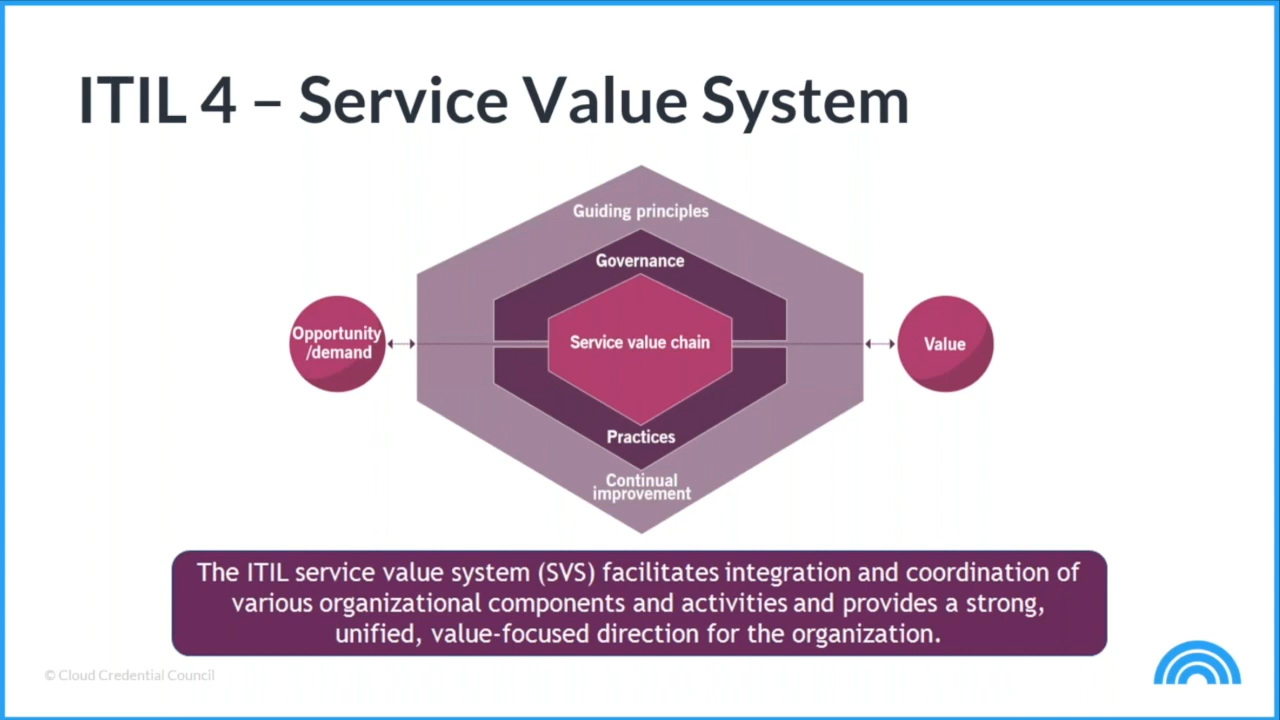 ITIL 4 – Service Value System
Guiding principles
Governance
Opportunity
/demand
Service value chain
Value
Practices
Continual
improvement
The ITIL service value system (SVS) facilitates integration and coordination of
various organizational components and activities and provides a strong,
unified, value-focused direction for the organization.
© Cloud Credential Council